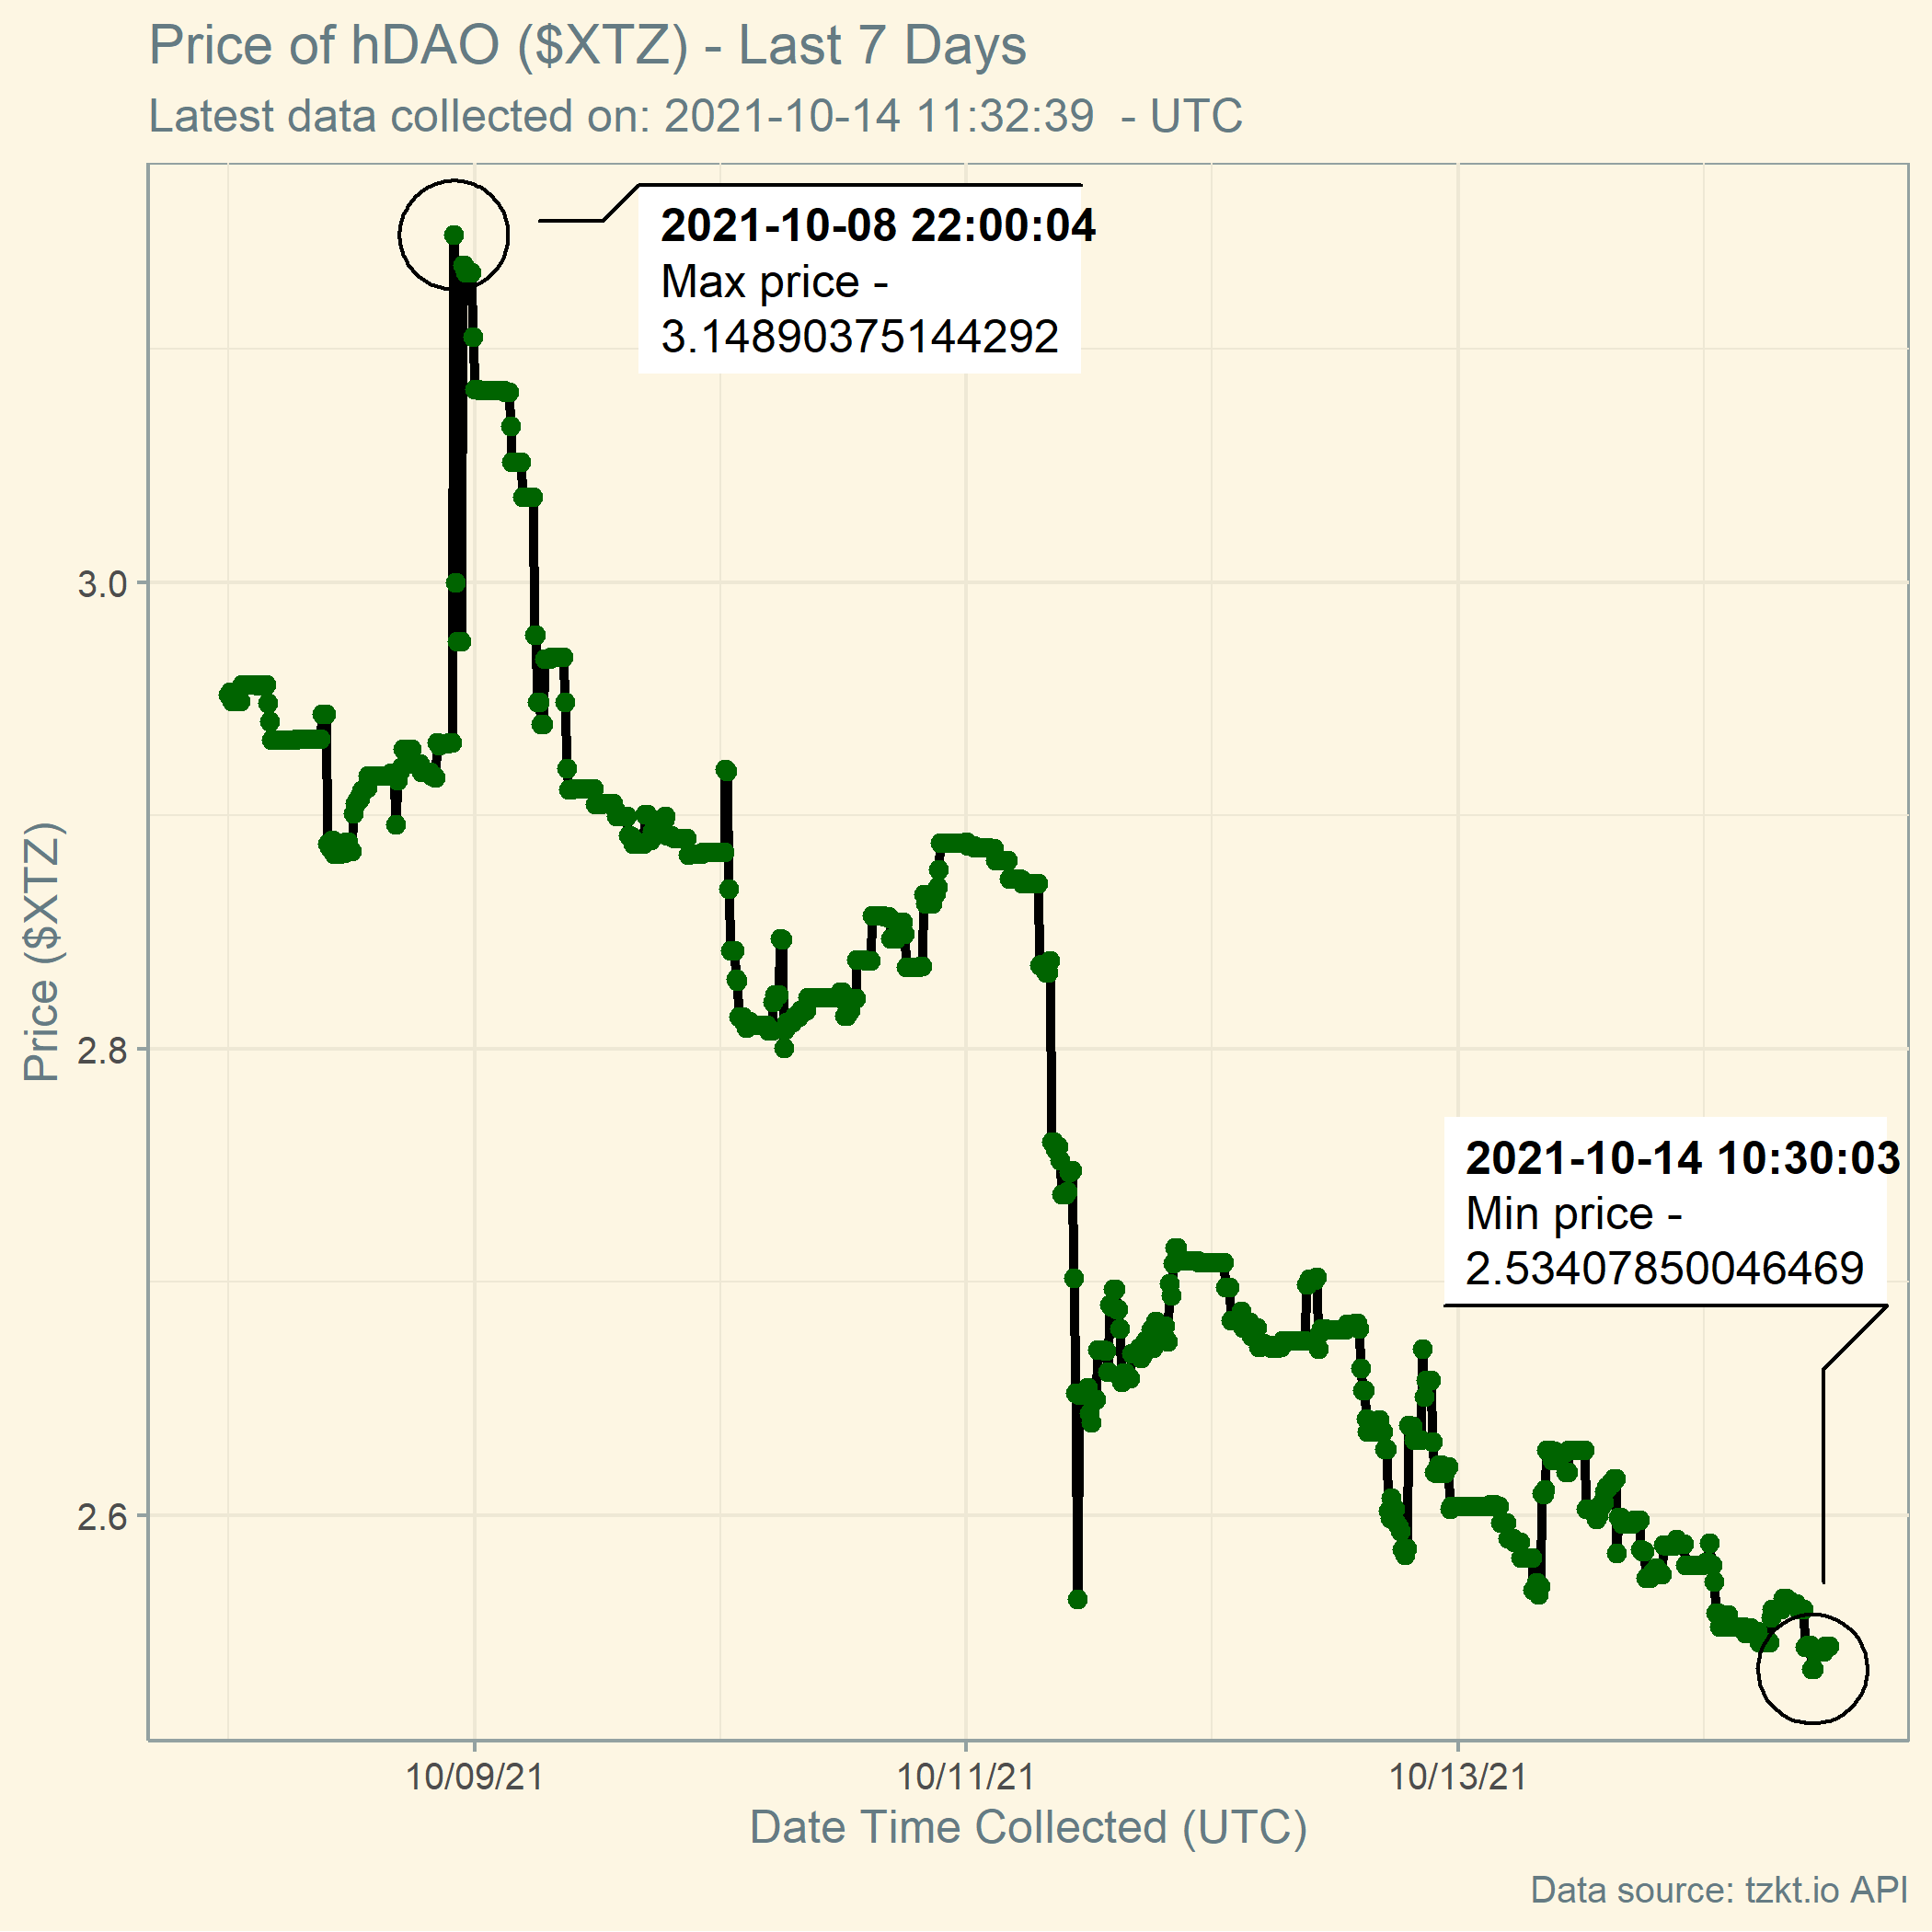 Price of hDAO ($XTZ) - Last 7 Days
Latest data collected on: 2021-10-14 11:32:39  - UTC
2021-10-08 22:00:04
Max price -
3.14890375144292
3.0
2.8
2.6
Price ($XTZ)
2021-10-14 10:30:03
Min price -
2.53407850046469
10/09/21
10/11/21
10/13/21
Date Time Collected (UTC)
Data source: tzkt.io API